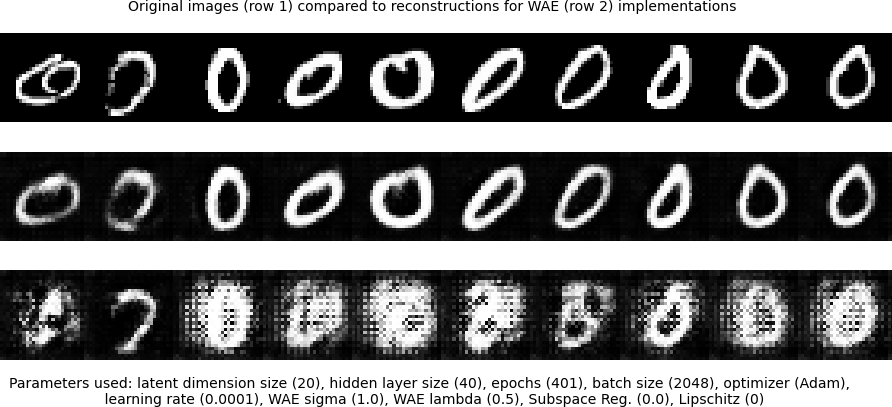 Original images (row 1) compared to reconstructions for WAE (row 2) implementations
Parameters used: latent dimension size (20), hidden layer size (40), epochs (401), batch size (2048), optimizer (Adam),
learning rate (0.0001), WAE sigma (1.0), WAE lambda (0.5), Subspace Reg. (0.0), Lipschitz (0)